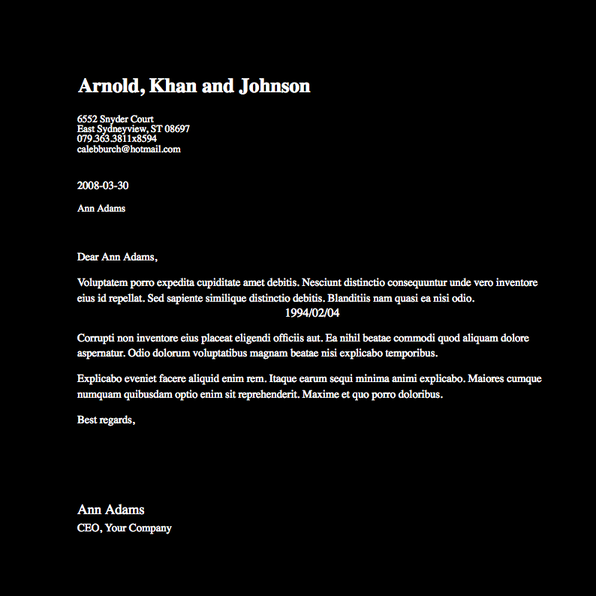 Arnold, Khan and Johnson
6552 Snyder Court
East Sydneyview, ST 08697
079.363.3811x8594
calebburch@hotmail.com
2008-03-30
Ann Adams
Dear Ann Adams,
Voluptatem porro expedita cupiditate amet debitis. Nesciunt distinctio consequuntur unde vero inventore
eius id repellat. Sed sapiente similique distinctio debitis. Blanditiis nam quasi ea nisi odio.
1994/02/04
Corrupti non inventore eius placeat eligendi officiis aut. Ea nihil beatae commodi quod aliquam dolore
aspernatur. Odio dolorum voluptatibus magnam beatae nisi explicabo temporibus.
Explicabo eveniet facere aliquid enim rem. Itaque earum sequi minima animi explicabo. Maiores cumque
numquam quibusdam optio enim sit reprehenderit. Maxime et quo porro doloribus.
Best regards,
Ann Adams
CEO, Your Company